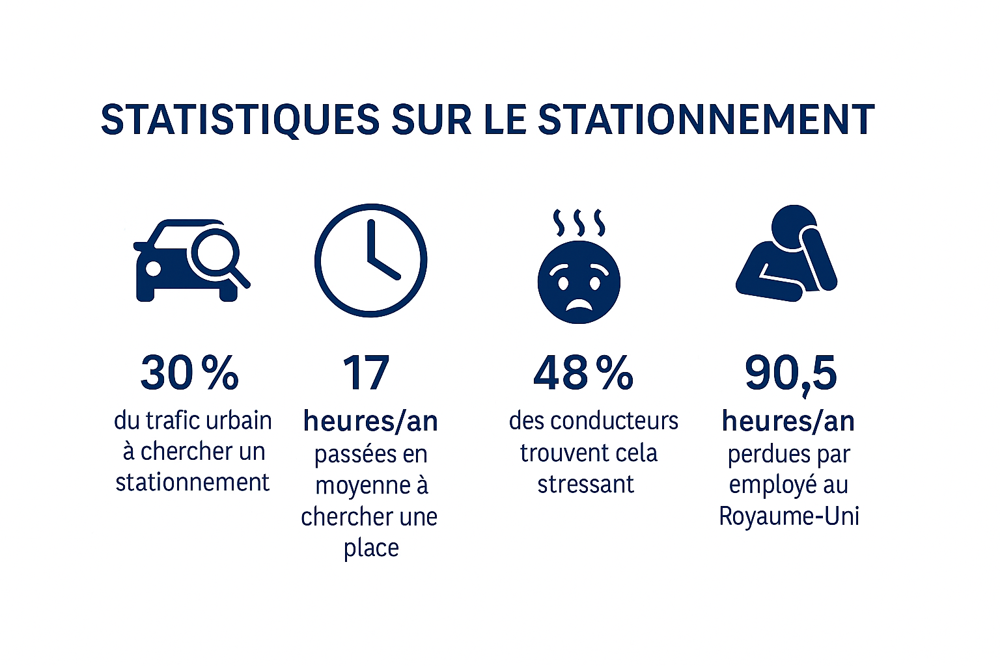 STATISTIQUES SUR LE STATIONNEMENT
30 %
du trafic urbain
à chercher un
stationnement
17
heures/an
passées en
moyenne à
chercher une
place
48 %
des conducteurs
trouvent cela
stressant
90,5
heures/an
perdues par
employé au
Royaume-Uni